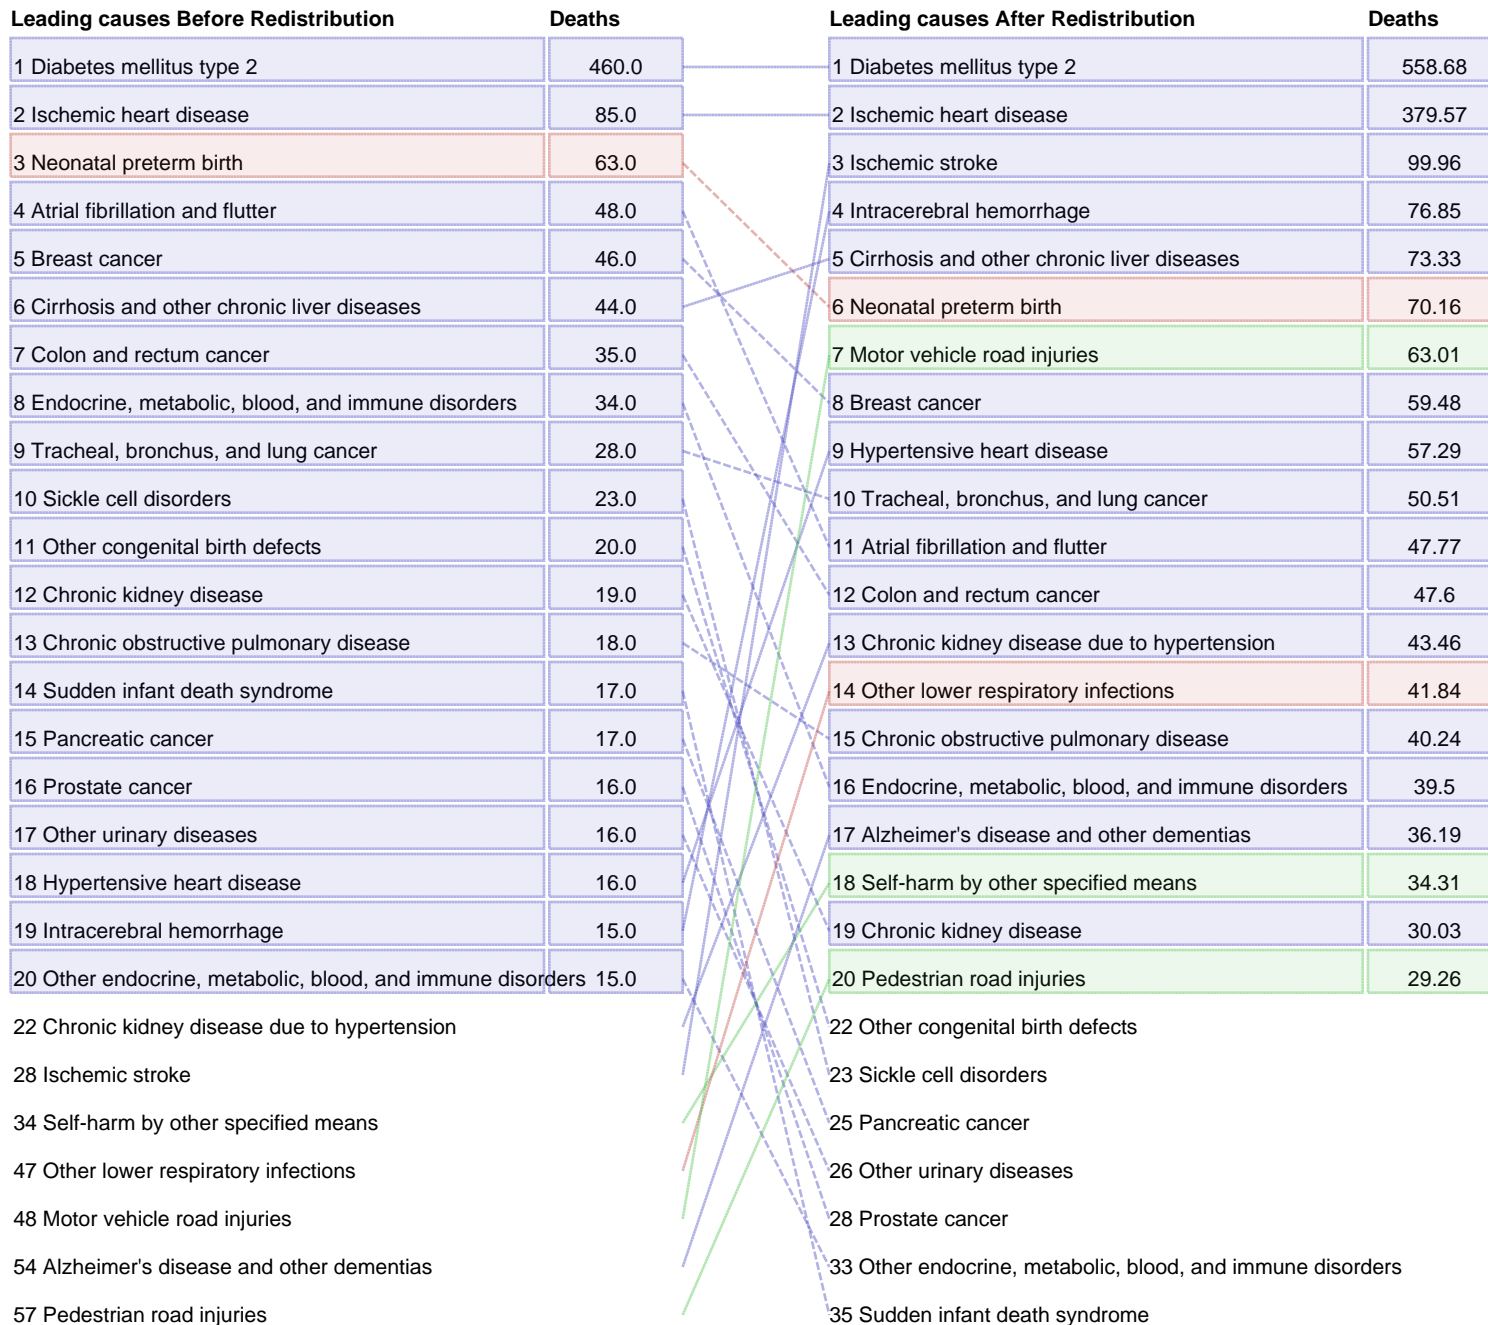 Leading causes Before Redistribution Deaths Leading causes After Redistribution Deaths
1 Diabetes mellitus type 2 460.0 1 Diabetes mellitus type 2 558.68
2 Ischemic heart disease 85.0 2 Ischemic heart disease 379.57
3 Neonatal preterm birth 63.0 3 Ischemic stroke 99.96
4 Atrial fibrillation and flutter 48.0 4 Intracerebral hemorrhage 76.85
5 Breast cancer 46.0 5 Cirrhosis and other chronic liver diseases 73.33
6 Cirrhosis and other chronic liver diseases 44.0 6 Neonatal preterm birth 70.16
7 Colon and rectum cancer 35.0 7 Motor vehicle road injuries 63.01
8 Endocrine, metabolic, blood, and immune disorders 34.0 8 Breast cancer 59.48
9 Tracheal, bronchus, and lung cancer 28.0 9 Hypertensive heart disease 57.29
10 Sickle cell disorders 23.0 10 Tracheal, bronchus, and lung cancer 50.51
11 Other congenital birth defects 20.0 11 Atrial fibrillation and flutter 47.77
12 Chronic kidney disease 19.0 12 Colon and rectum cancer 47.6
13 Chronic obstructive pulmonary disease 18.0 13 Chronic kidney disease due to hypertension 43.46
14 Sudden infant death syndrome 17.0 14 Other lower respiratory infections 41.84
15 Pancreatic cancer 17.0 15 Chronic obstructive pulmonary disease 40.24
16 Prostate cancer 16.0 16 Endocrine, metabolic, blood, and immune disorders 39.5
17 Other urinary diseases 16.0 17 Alzheimer's disease and other dementias 36.19
18 Hypertensive heart disease 16.0 18 Self-harm by other specified means 34.31
19 Intracerebral hemorrhage 15.0 19 Chronic kidney disease 30.03
20 Other endocrine, metabolic, blood, and immune disorders 15.0 20 Pedestrian road injuries 29.26
22 Chronic kidney disease due to hypertension 22 Other congenital birth defects
28 Ischemic stroke 23 Sickle cell disorders
34 Self-harm by other specified means 25 Pancreatic cancer
47 Other lower respiratory infections 26 Other urinary diseases
48 Motor vehicle road injuries 28 Prostate cancer
54 Alzheimer's disease and other dementias 33 Other endocrine, metabolic, blood, and immune disorders
57 Pedestrian road injuries 35 Sudden infant death syndrome